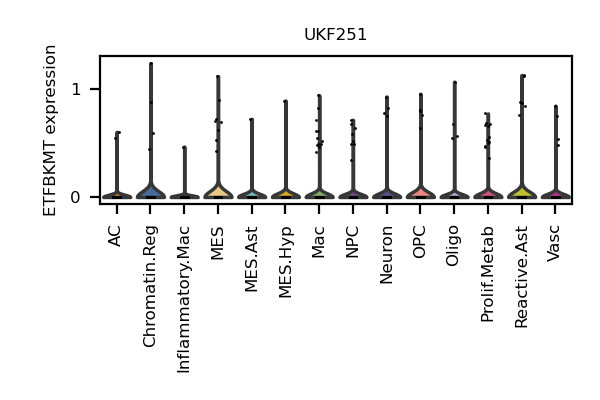 UKF251
ETFBKMT expression
1
0
AC
Chromatin.Reg
Inflammatory.Mac
MES
MES.Ast
MES.Hyp
Mac
NPC
Neuron
OPC
Oligo
Prolif.Metab
Reactive.Ast
Vasc